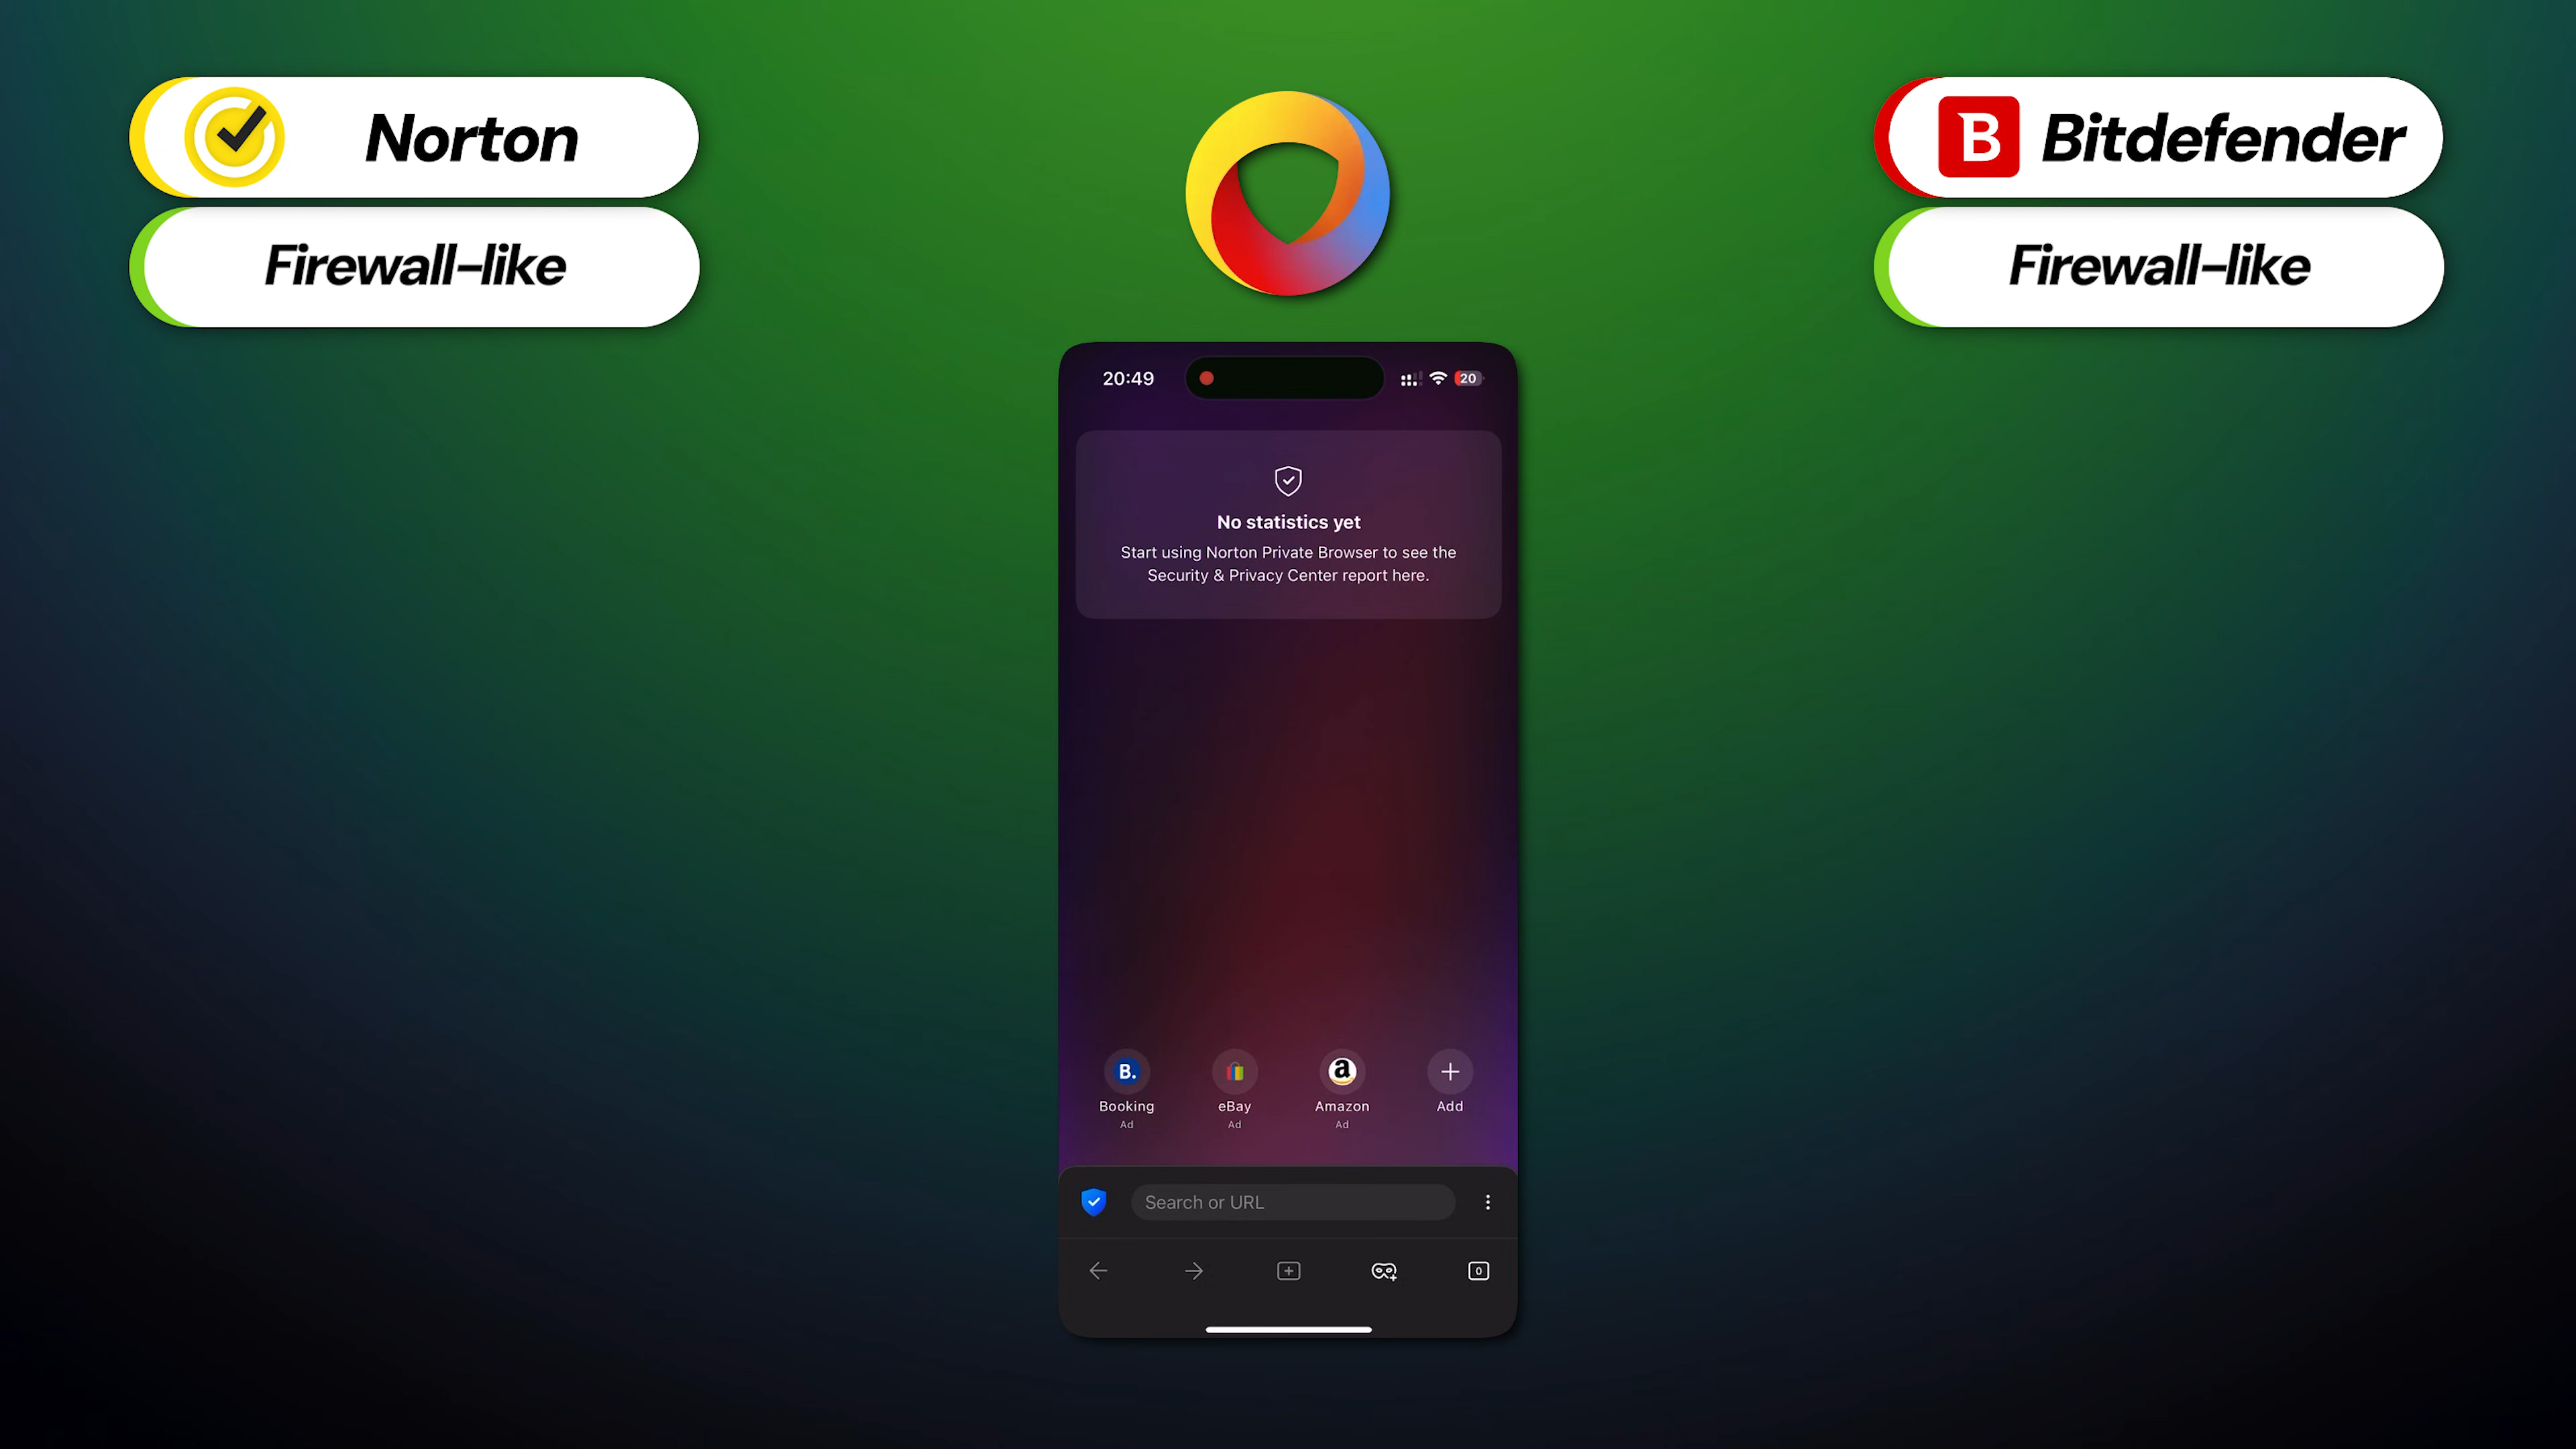 Norton
Firewall-like
B Bitdefender
Firewall-like
20:49
20
No statistics yet
Start using Norton Private Browser to see the
Security & Privacy Center report here.
B.
a
Booking
eBay
Amazon
Add
Ad
Ad
Ad
Search or URL
0